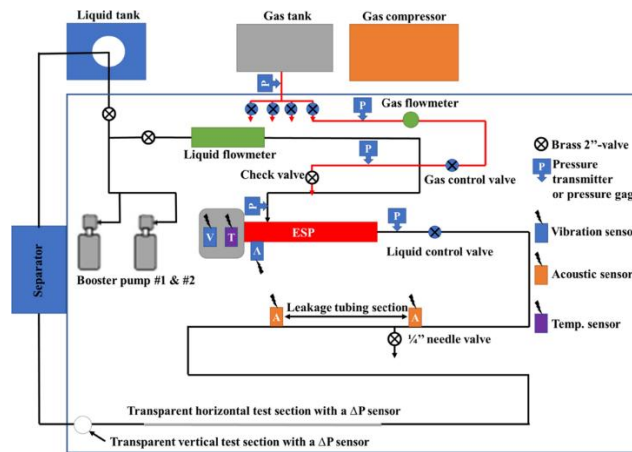 Liquid tank
Gas tank
Gas compressor
P
Gas flowmeter
P
Brass 2”-valve
Liquid flowmeter
P
P
Pressure
transmitter
or pressure gag
Check valve
Gas control valve
P
V
T
ESP
P
A
Liquid control valve
Vibration sensor
Separator
Booster pump #1 & #2
Acoustic sensor
A
Leakage tubing section
A
Temp. sensor
¼” needle valve
Transparent horizontal test section with a ΔP sensor
Transparent vertical test section with a ΔP sensor